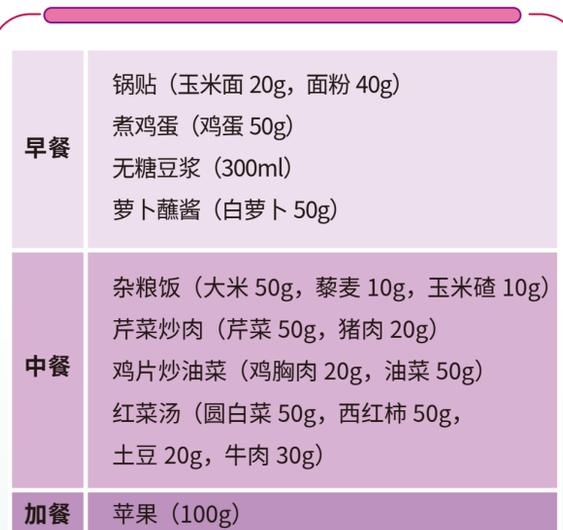 早餐
锅贴（玉米面 20g，面粉 40g）
煮鸡蛋（鸡蛋 50g）
无糖豆浆（300ml）
萝卜蘸酱（白萝卜 50g）
中餐
杂粮饭（大米 50g，藜麦 10g，玉米碴 10g）
芹菜炒肉（芹菜 50g，猪肉 20g）
鸡片炒油菜（鸡胸肉 20g，油菜 50g）
红菜汤（圆白菜 50g，西红柿 50g，
土豆 20g，牛肉 30g）
加餐
苹果（100g）